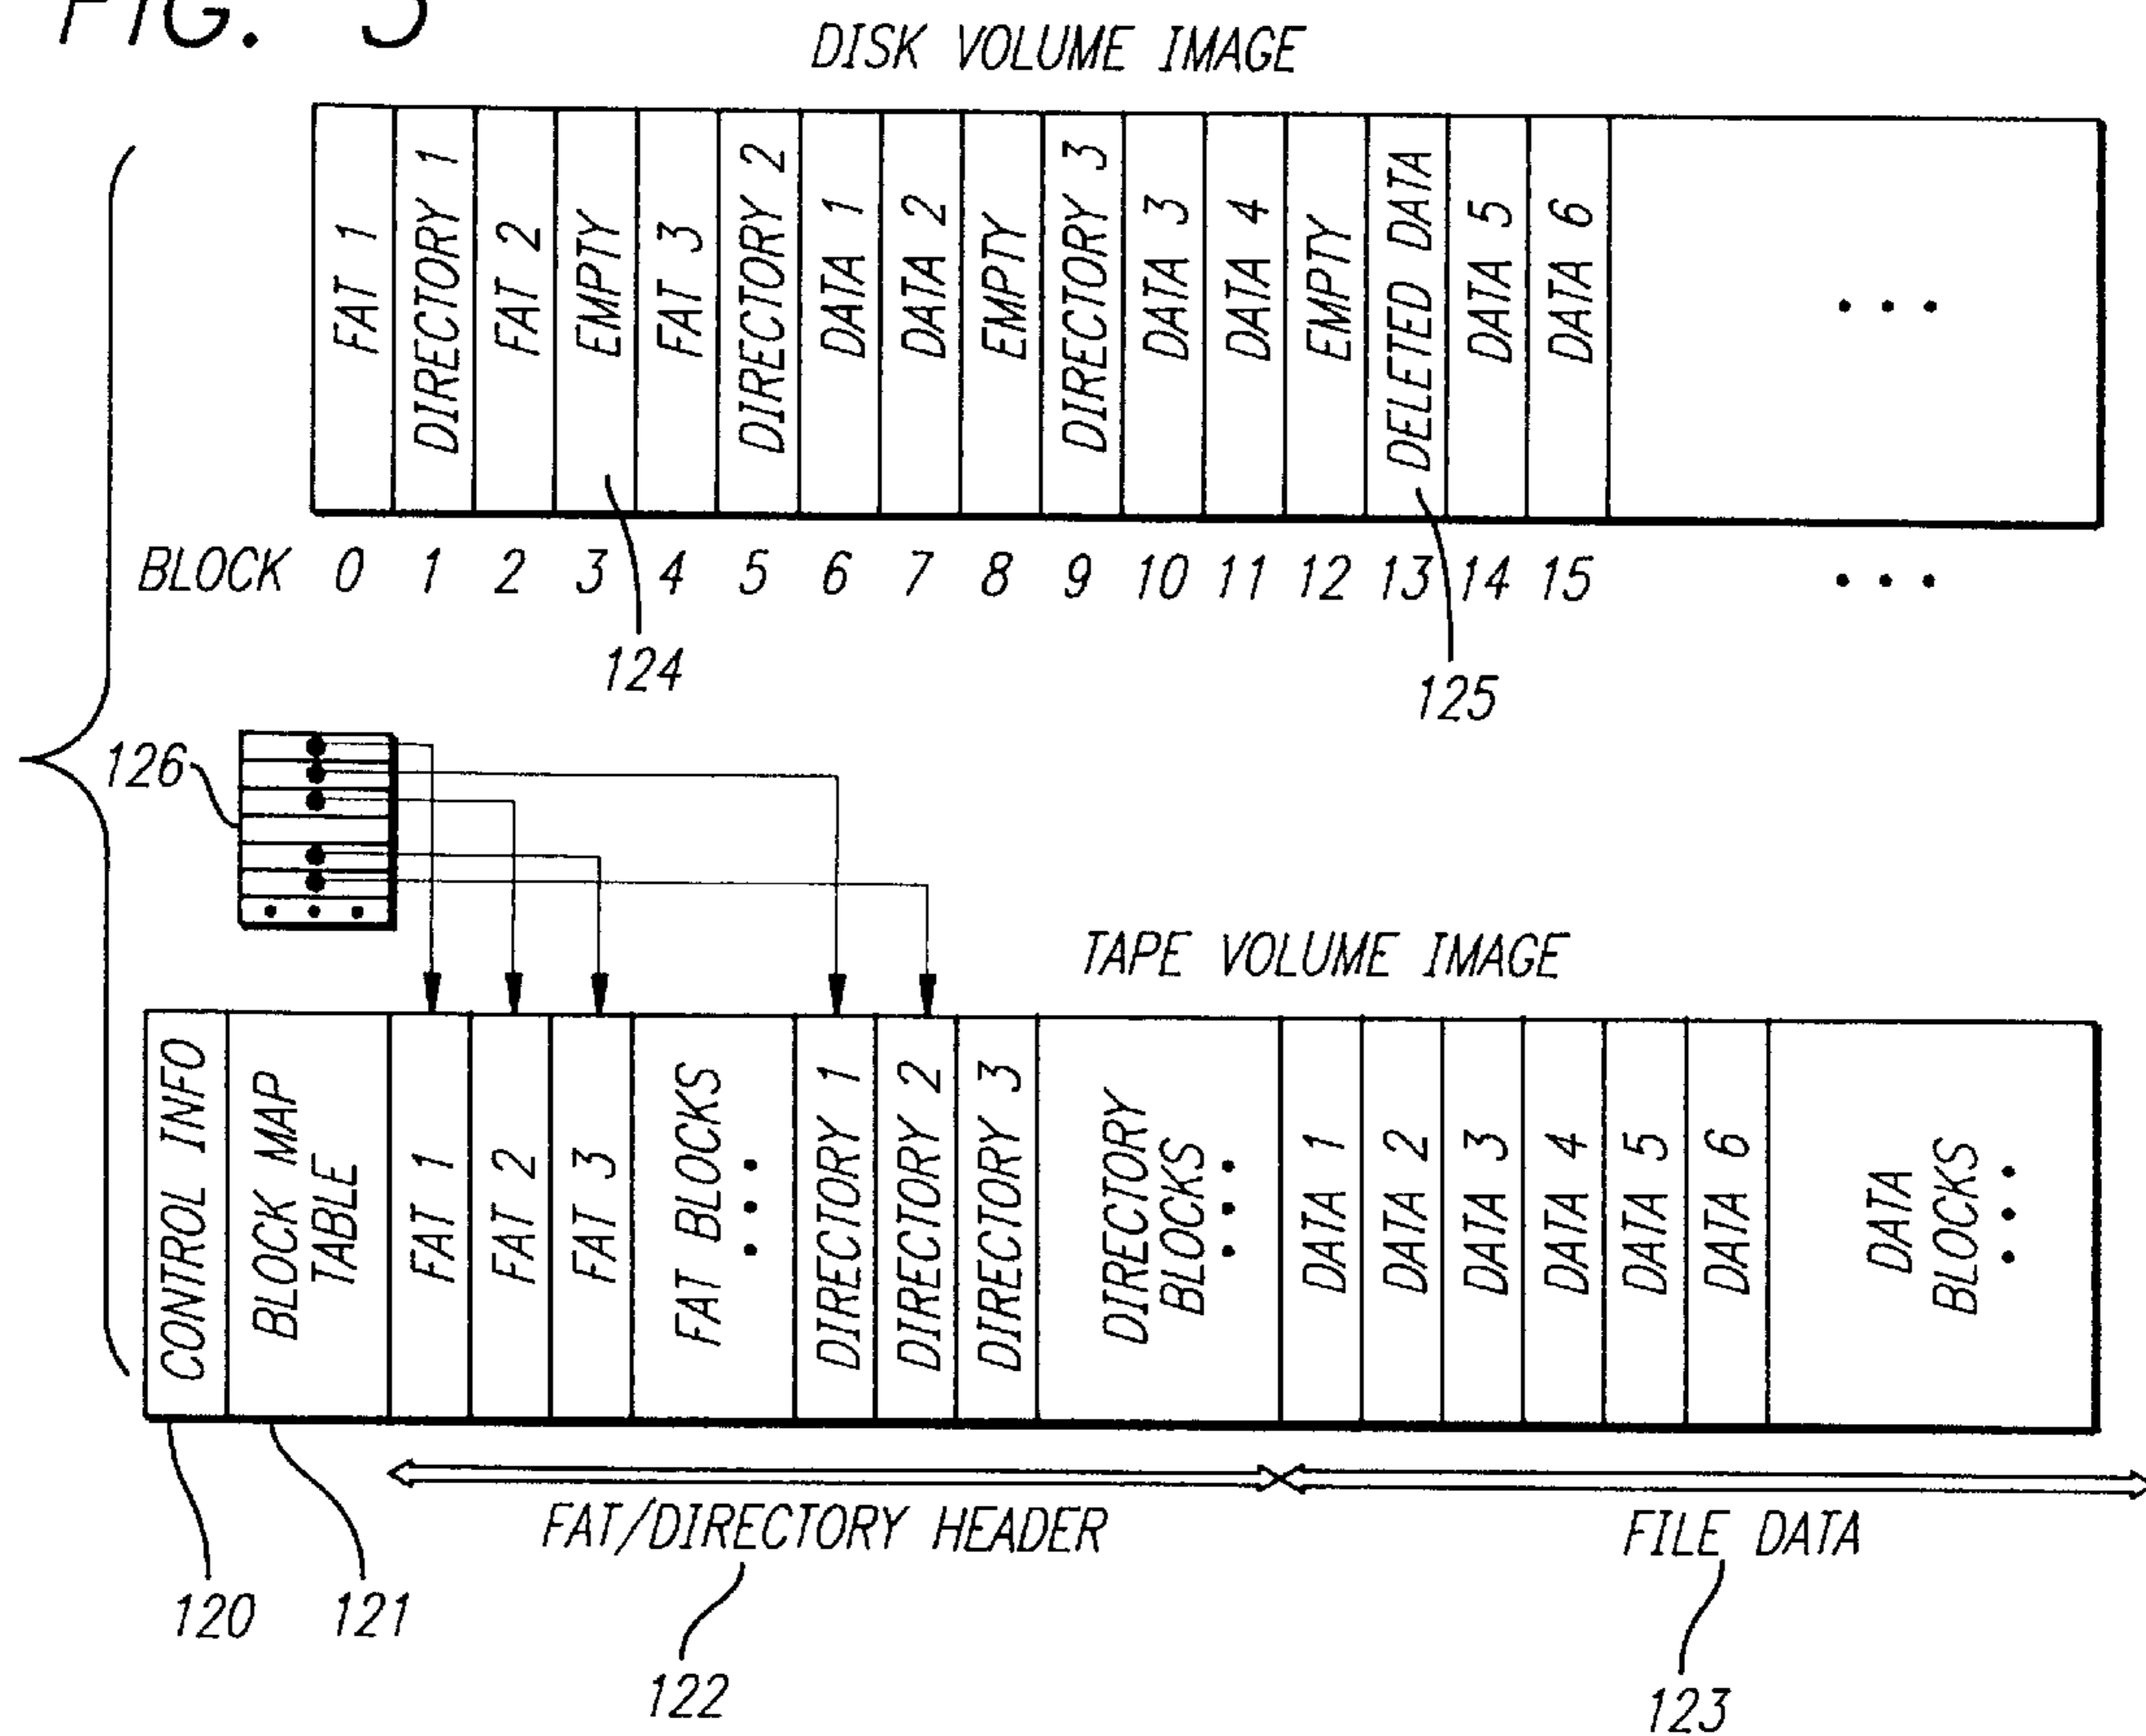 FIG. 3
DISK VOLUME IMAGE
FAT 1
DIRECTORY 1
FAT 2
EMPTY
FAT 3
DIRECTORY 2
DATA 1
DATA 2
EMPTY
DIRECTORY 3
DATA 3
DATA 4
EMPTY
DELETED DATA
DATA 5
DATA 6
• • •
BLOCK 0 1 2 3 4 5 6 7 8 9 10 11 12 13 14 15 • • •
124
125
126
• • •
TAPE VOLUME IMAGE
CONTROL INFO
BLOCK MAP
TABLE
FAT 1
FAT 2
FAT 3
FAT BLOCKS
• • •
DIRECTORY 1
DIRECTORY 2
DIRECTORY 3
DIRECTORY
BLOCKS
• • •
DATA 1
DATA 2
DATA 3
DATA 4
DATA 5
DATA 6
DATA
BLOCKS
• • •
FAT/DIRECTORY HEADER
FILE DATA
120
121
122
123